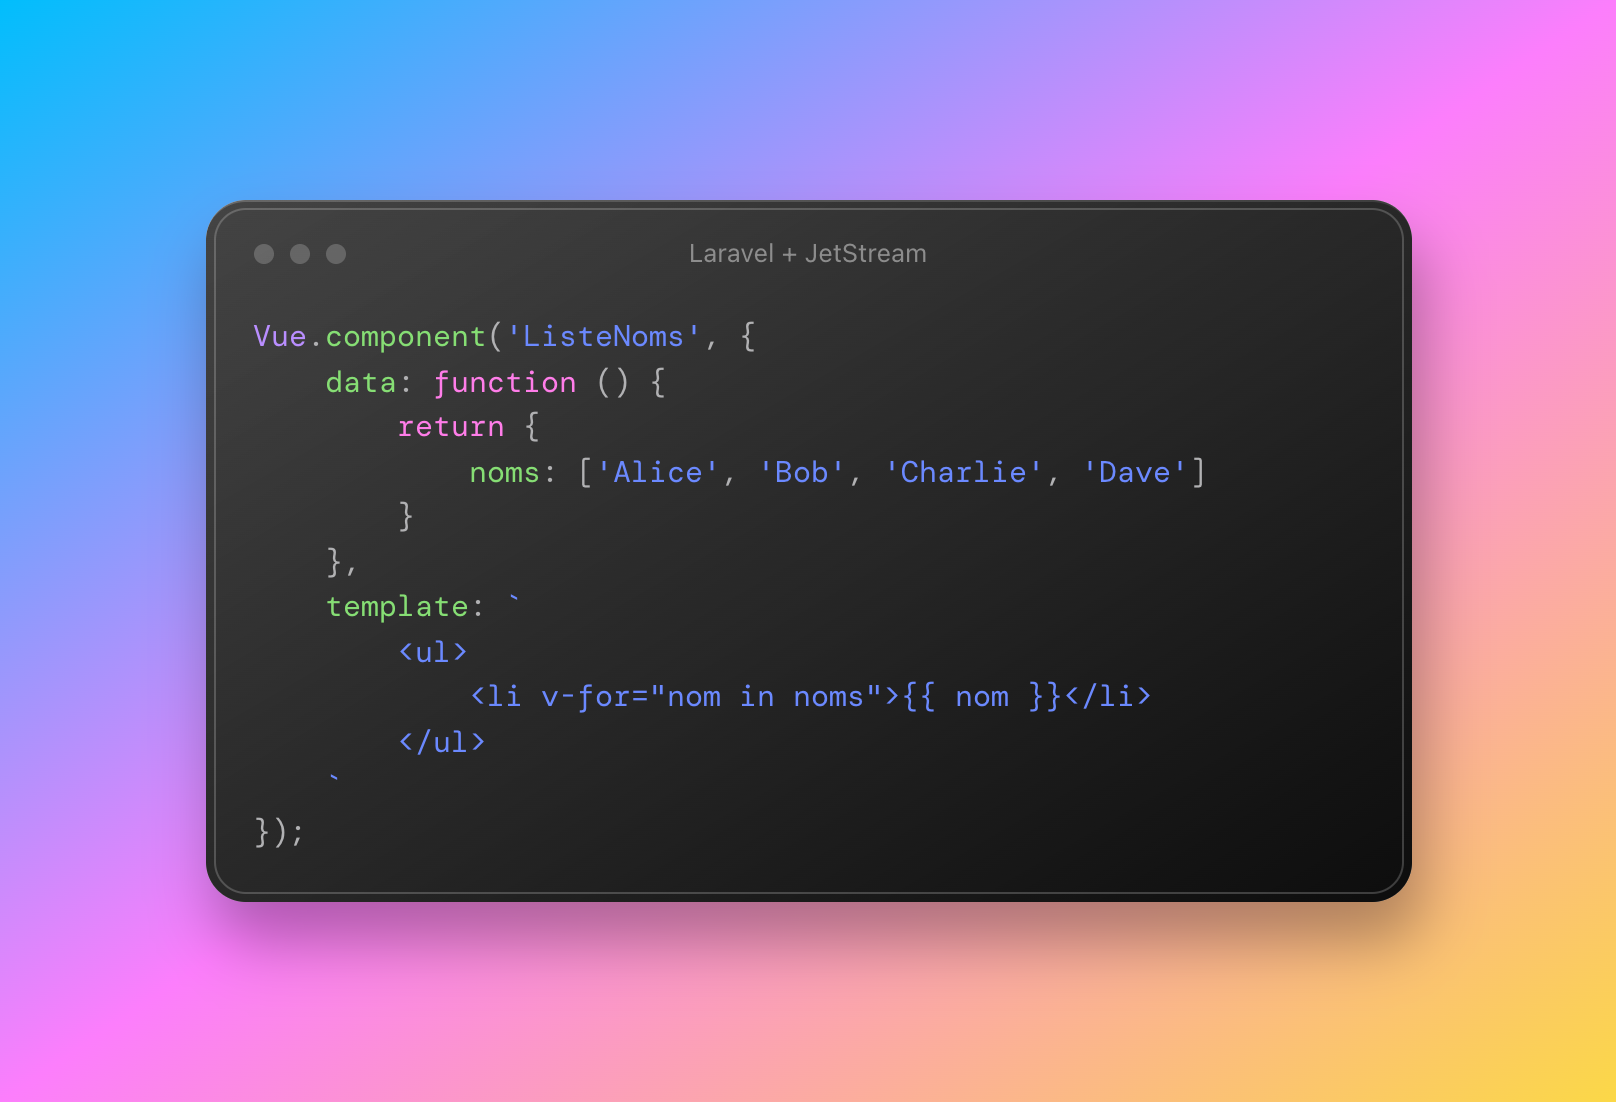 Laravel + JetStream
Vue.component('ListeNoms', {
    data: function () {
        return {
            noms: ['Alice', 'Bob', 'Charlie', 'Dave']
        }
    },
    template: `
        <ul>
            <li v-for="nom in noms">{{ nom }}</li>
        </ul>
    `
});